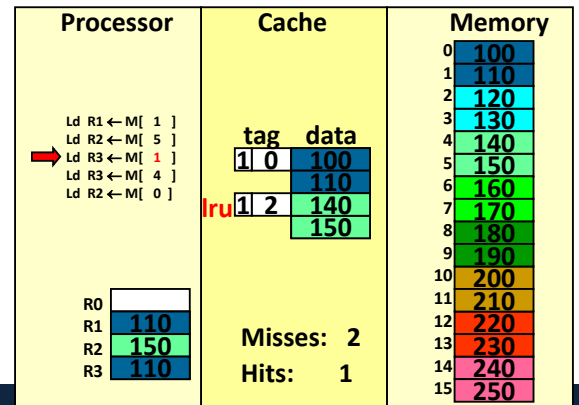 Processor
Ld R1 ← M[ 1 ]
Ld R2 ← M[ 5 ]
Ld R3 ← M[ 1 ]
Ld R3 ← M[ 4 ]
Ld R2 ← M[ 0 ]
R0
R1 110
R2 150
R3 110
Cache
tag data
1 0 100
110
lru 1 2 140
150
Misses: 2
Hits: 1
Memory
0 100
1 110
2 120
3 130
4 140
5 150
6 160
7 170
8 180
9 190
10 200
11 210
12 220
13 230
14 240
15 250